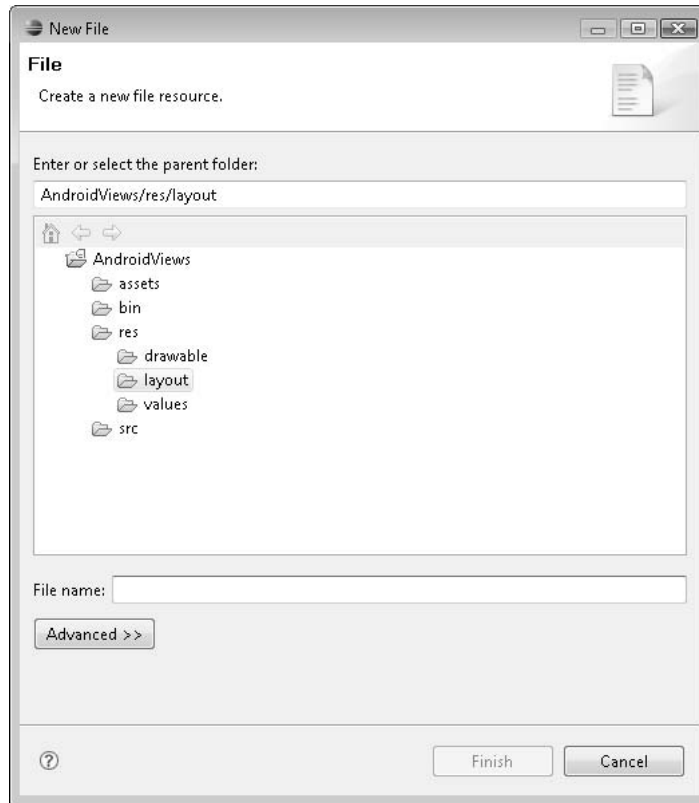 New File
File
Create a new file resource.
Enter or select the parent folder:
AndroidViews/res/layout
AndroidViews
assets
bin
res
drawable
layout
values
src
File name:
Advanced >>
?
Finish
Cancel